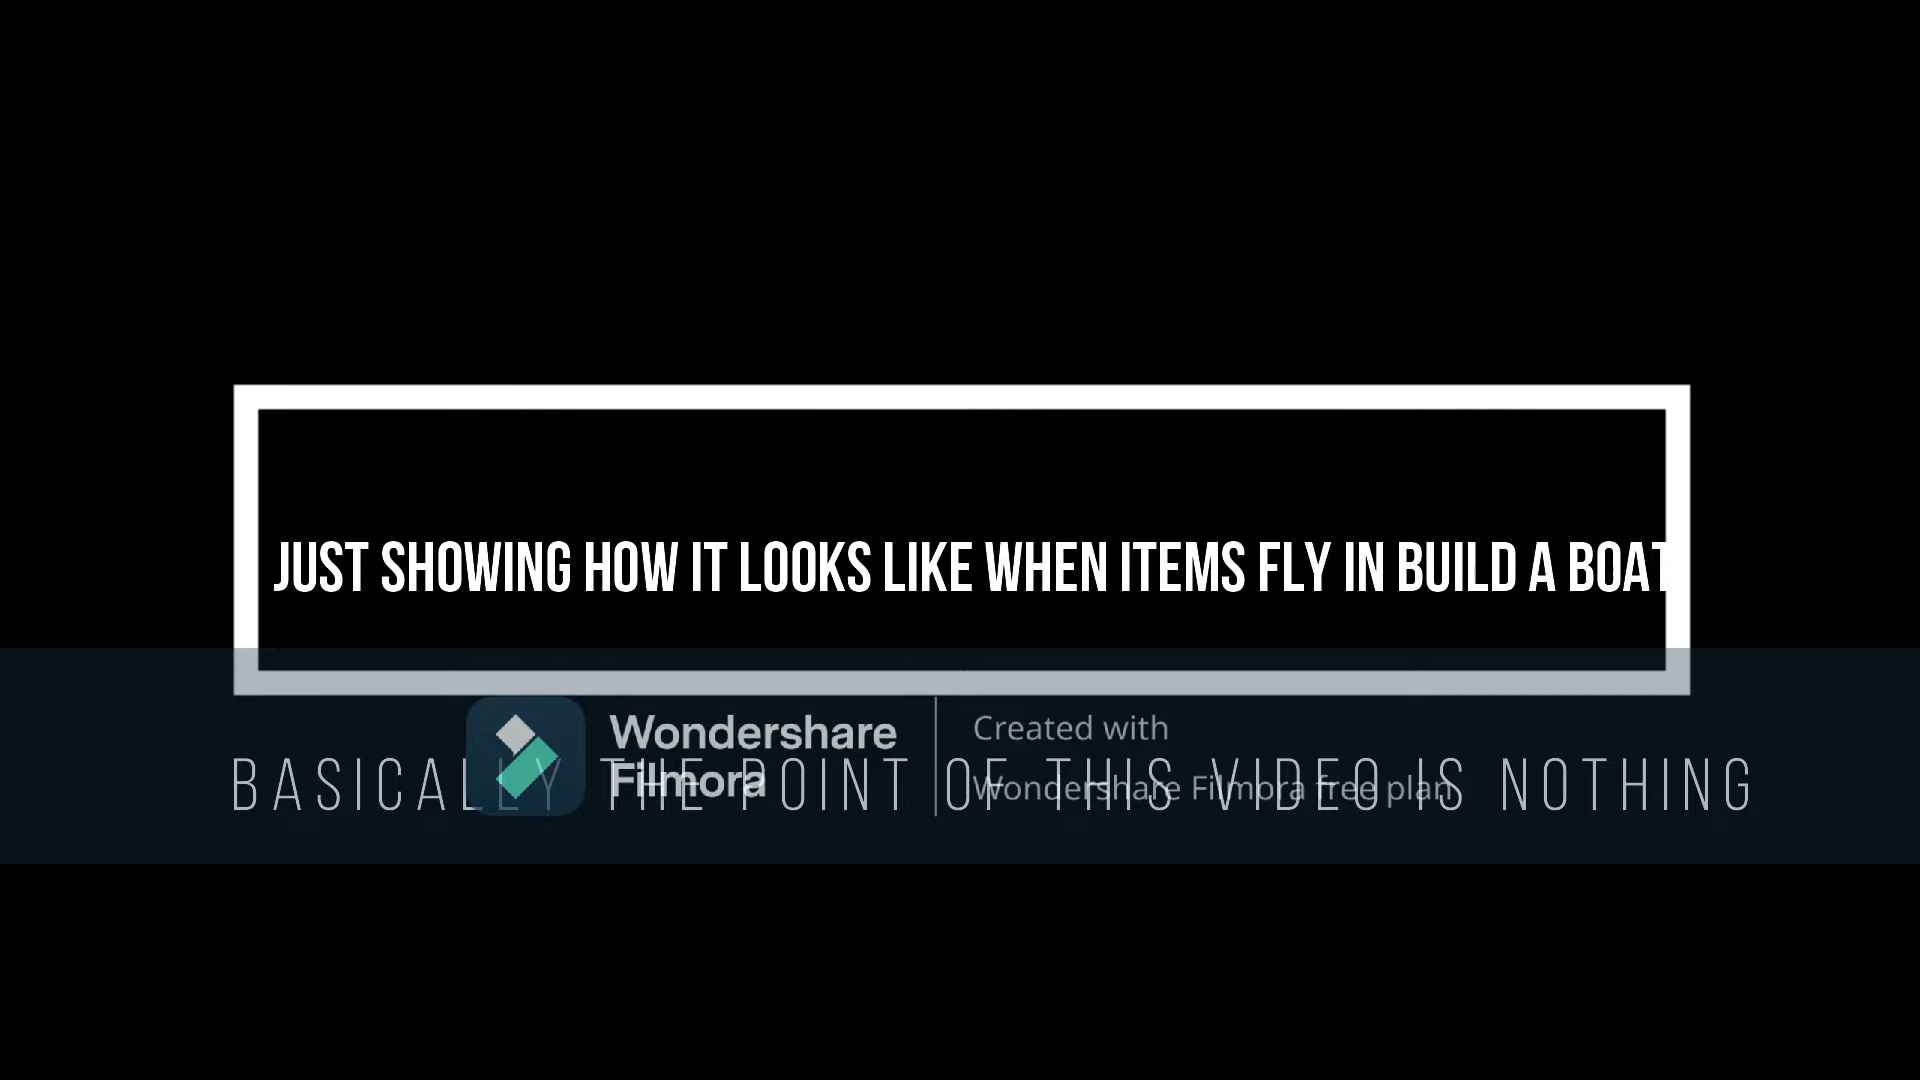 JUST SHOWING HOW IT LOOKS LIKE WHEN ITEMS FLY IN BUILD A BOAT
Wondershare
Filmora
Created with
Wondershare Filmora free plan
BASICALLY THE POINT OF THIS VIDEO IS NOTHING